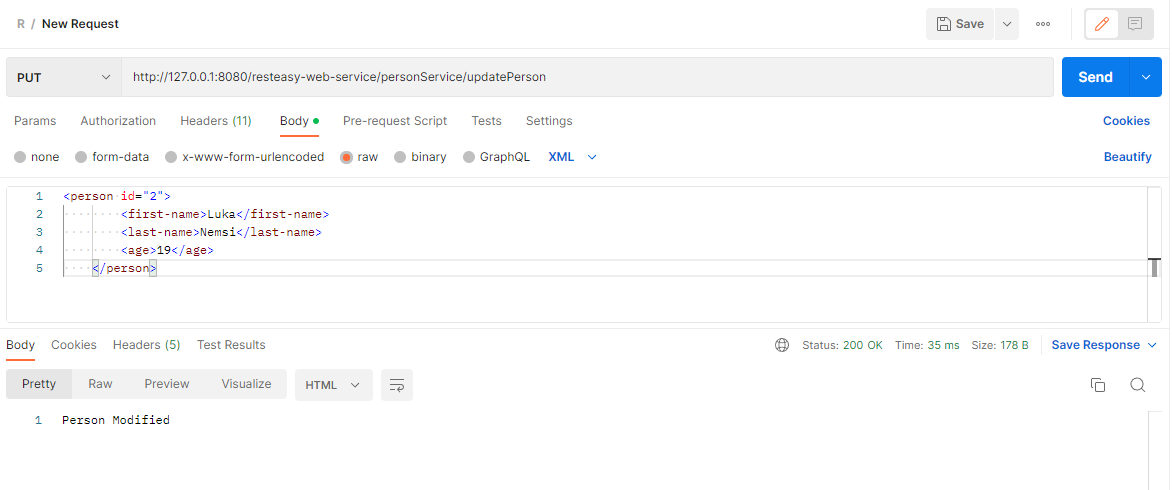 R / New Request Save
PUT http://127.0.0.1:8080/resteasy-web-service/personService/updatePerson Send
Params Authorization Headers (11) Body Pre-request Script Tests Settings Cookies
none form-data x-www-form-urlencoded raw binary GraphQL XML Beautify
1 <person id="2">
2 <first-name>Luka</first-name>
3 <last-name>Nemsi</last-name>
4 <age>19</age>
5 </person>
Body Cookies Headers (5) Test Results Status: 200 OK Time: 35 ms Size: 178 B Save Response
Pretty Raw Preview Visualize HTML
1 Person Modified